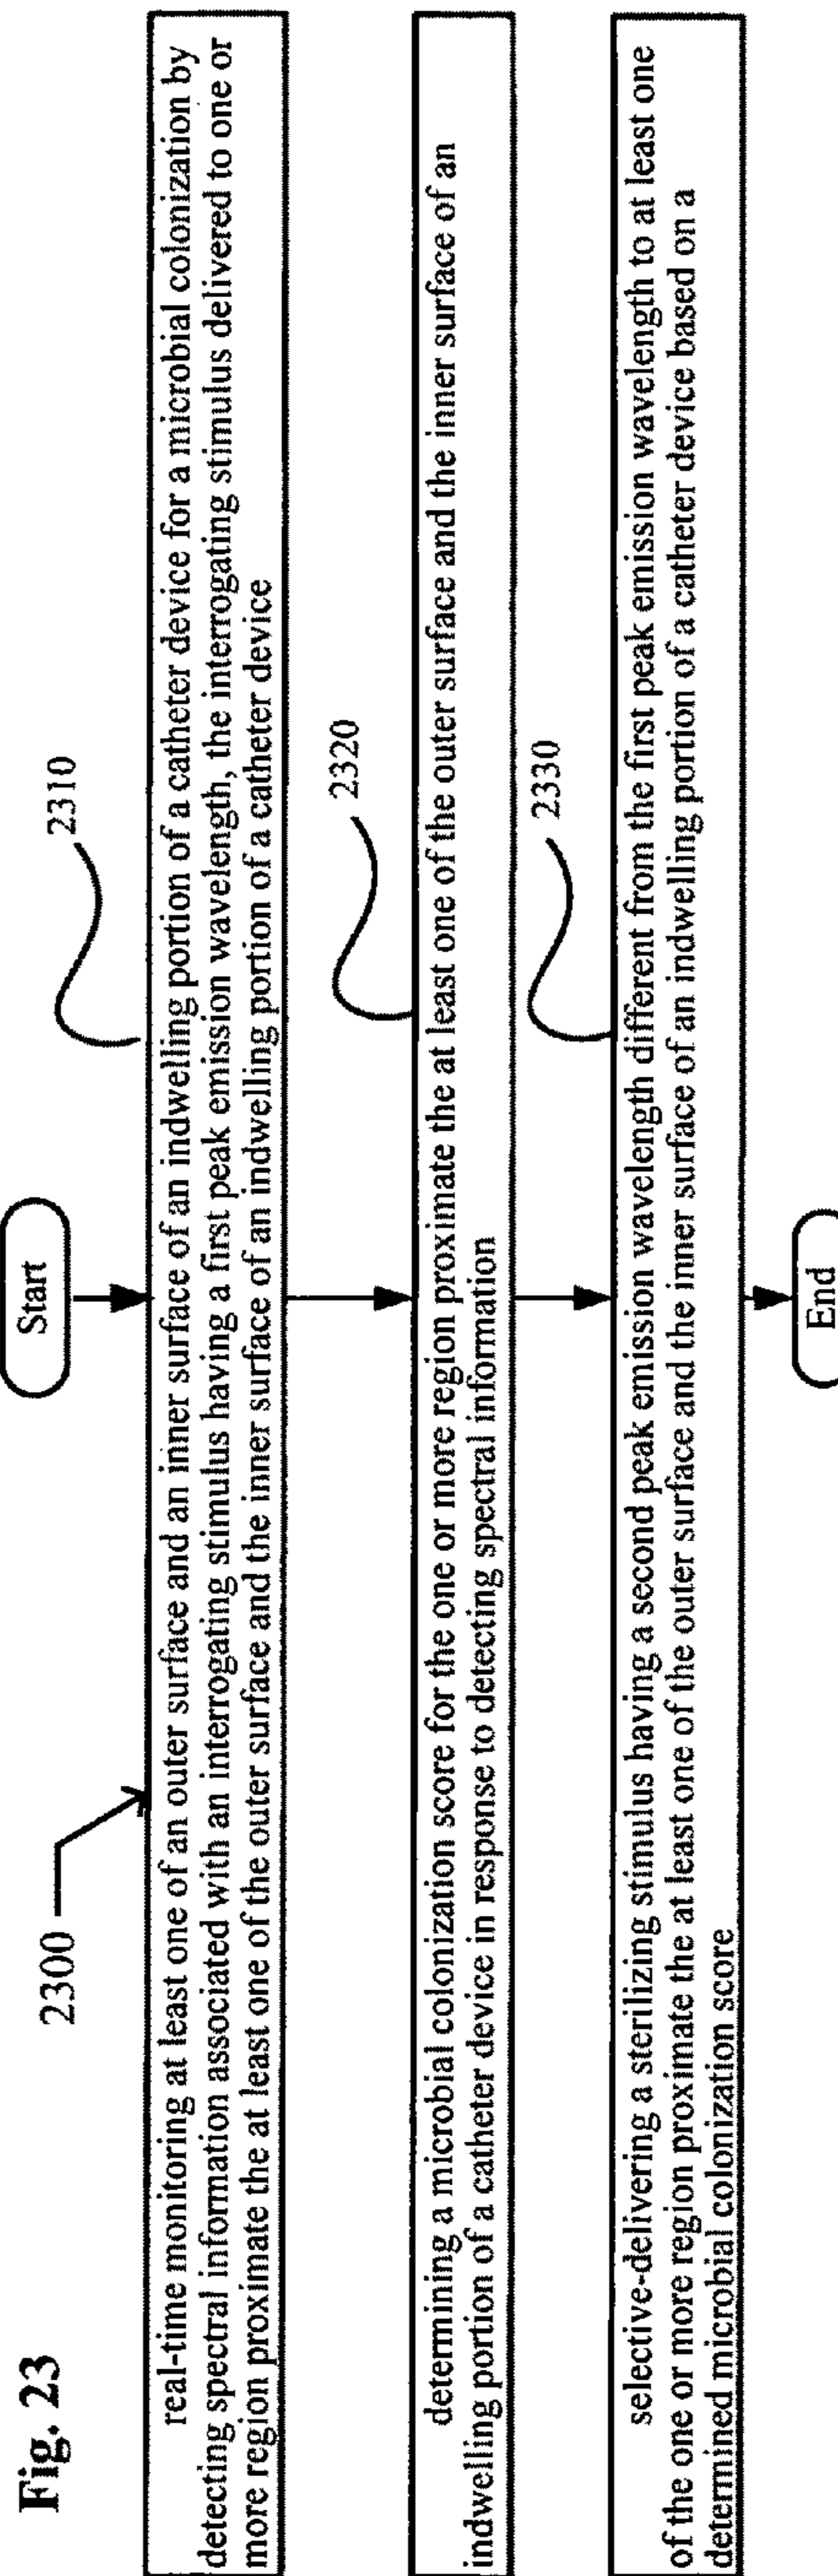 Fig. 23
2300
Start
2310
real-time monitoring at least one of an outer surface and an inner surface of an indwelling portion of a catheter device for a microbial colonization by
detecting spectral information associated with an interrogating stimulus having a first peak emission wavelength, the interrogating stimulus delivered to one or
more region proximate the at least one of the outer surface and the inner surface of an indwelling portion of a catheter device
2320
determining a microbial colonization score for the one or more region proximate the at least one of the outer surface and the inner surface of an
indwelling portion of a catheter device in response to detecting spectral information
2330
selective-delivering a sterilizing stimulus having a second peak emission wavelength different from the first peak emission wavelength to at least one
of the one or more region proximate the at least one of the outer surface and the inner surface of an indwelling portion of a catheter device based on a
determined microbial colonization score
End